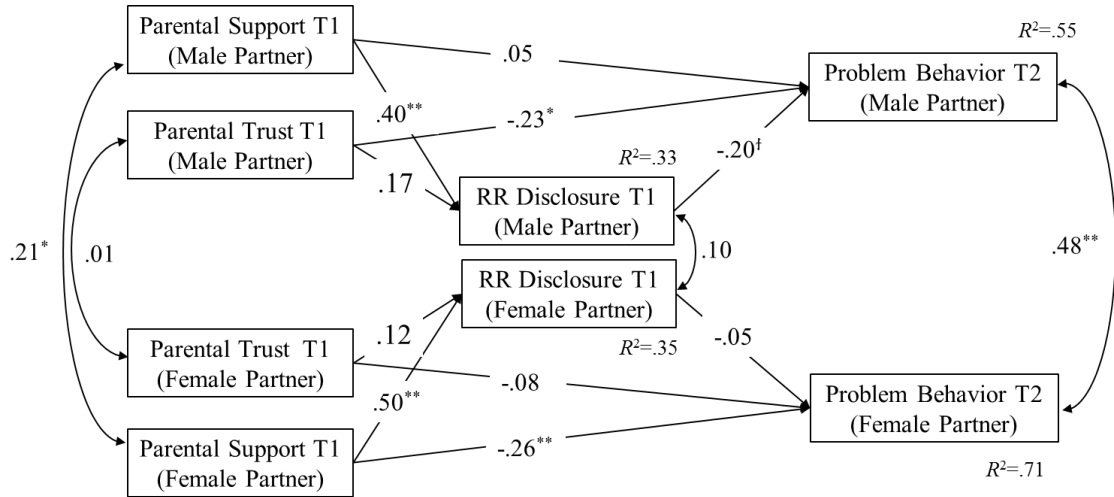 Parental Support T1
(Male Partner)
R²=.55
.05
Problem Behavior T2
(Male Partner)
.40**
Parental Trust T1
(Male Partner)
-.23*
-.20ƚ
R²=.33
.17
RR Disclosure T1
(Male Partner)
.21*
.01
.10
.48**
RR Disclosure T1
(Female Partner)
.12
R²=.35
-.05
Parental Trust T1
(Female Partner)
-.08
Problem Behavior T2
(Female Partner)
.50**
Parental Support T1
(Female Partner)
-.26**
R²=.71